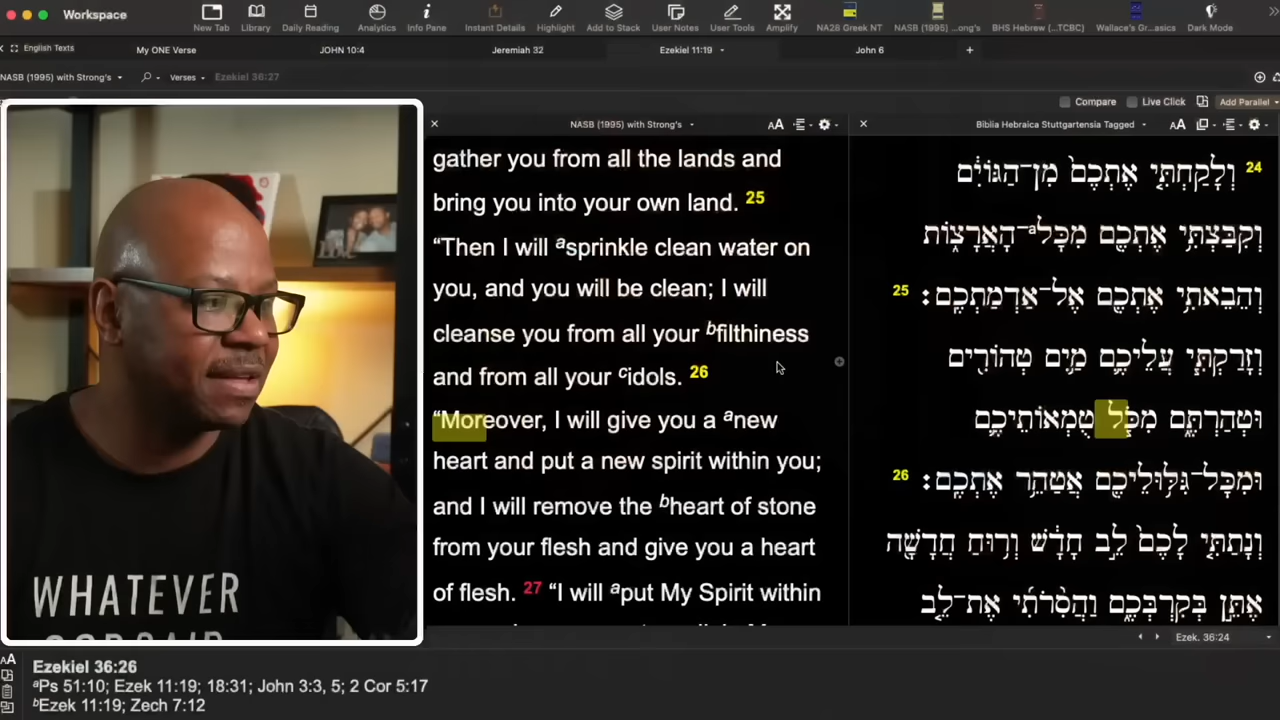 Workspace
New Tab
Library
Daily Reading
Analytics
Info Pane
Instant Details
Highlight
Add to Stack
User Notes
User Tools
Amplify
NA28 Greek NT
NASB (1995) ...ong's
BHS Hebrew (...TCBC)
Wallace's Gr...asics
Dark Mode
English Texts
My ONE Verse
JOHN 10:4
Jeremiah 32
Ezekiel 11:19
John 6
NASB (1995) with Strong's
Verses
Ezekiel 36:27
Compare
Live Click
Add Parallel
NASB (1995) with Strong's
gather you from all the lands and
bring you into your own land. 25
“Then I will asprinkle clean water on
you, and you will be clean; I will
cleanse you from all your bfilthiness
and from all your cidols. 26
“Moreover, I will give you a anew
heart and put a new spirit within you;
and I will remove the bheart of stone
from your flesh and give you a heart
of flesh. 27 “I will aput My Spirit within
Biblia Hebraica Stuttgartensia Tagged
24 וְלָקַחְתִּ֤י אֶתְכֶם֙ מִן־הַגּוֹיִ֔ם
וְקִבַּצְתִּ֥י אֶתְכֶ֖ם מִכָּל־aהָאֲרָצ֑וֹת
וְהֵבֵאתִ֥י אֶתְכֶ֖ם אֶל־אַדְמַתְכֶֽם׃ 25
וְזָרַקְתִּ֧י עֲלֵיכֶ֛ם מַ֥יִם טְהוֹרִ֖ים
וּטְהַרְתֶּ֑ם מִכֹּ֧ל טֻמְאוֹתֵיכֶ֛ם
וּמִכָּל־גִּלּ֥וּלֵיכֶ֖ם אֲטַהֵ֥ר אֶתְכֶֽם׃ 26
וְנָתַתִּ֤י לָכֶם֙ לֵ֣ב חָדָ֔שׁ וְר֥וּחַ חֲדָשָׁ֖ה
אֶתֵּ֣ן בְּקִרְבְּכֶ֑ם וַהֲסִ֨רֹתִ֜י אֶת־לֵ֤ב
Ezek. 36:24
WHATEVER
Ezekiel 36:26
aPs 51:10; Ezek 11:19; 18:31; John 3:3, 5; 2 Cor 5:17
bEzek 11:19; Zech 7:12